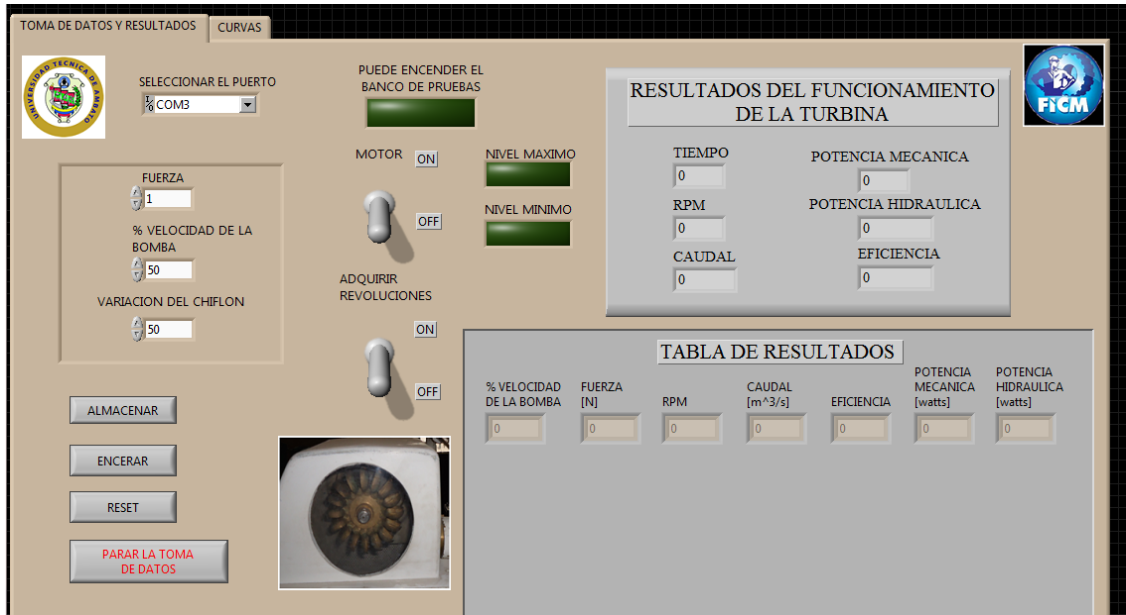 TOMA DE DATOS Y RESULTADOS
CURVAS
UNIVERSIDAD TECNICA DE AMBATO
SELECCIONAR EL PUERTO
I/O COM3
PUEDE ENCENDER EL
BANCO DE PRUEBAS
MOTOR
ON
OFF
NIVEL MAXIMO
NIVEL MINIMO
FUERZA
1
% VELOCIDAD DE LA
BOMBA
50
VARIACION DEL CHIFLON
50
ADQUIRIR
REVOLUCIONES
ON
OFF
ALMACENAR
ENCERAR
RESET
PARAR LA TOMA
DE DATOS
RESULTADOS DEL FUNCIONAMIENTO
DE LA TURBINA
FICM
TIEMPO
0
RPM
0
CAUDAL
0
POTENCIA MECANICA
0
POTENCIA HIDRAULICA
0
EFICIENCIA
0
TABLA DE RESULTADOS
% VELOCIDAD
DE LA BOMBA
0
FUERZA
[N]
0
RPM
0
CAUDAL
[m^3/s]
0
EFICIENCIA
0
POTENCIA
MECANICA
[watts]
0
POTENCIA
HIDRAULICA
[watts]
0